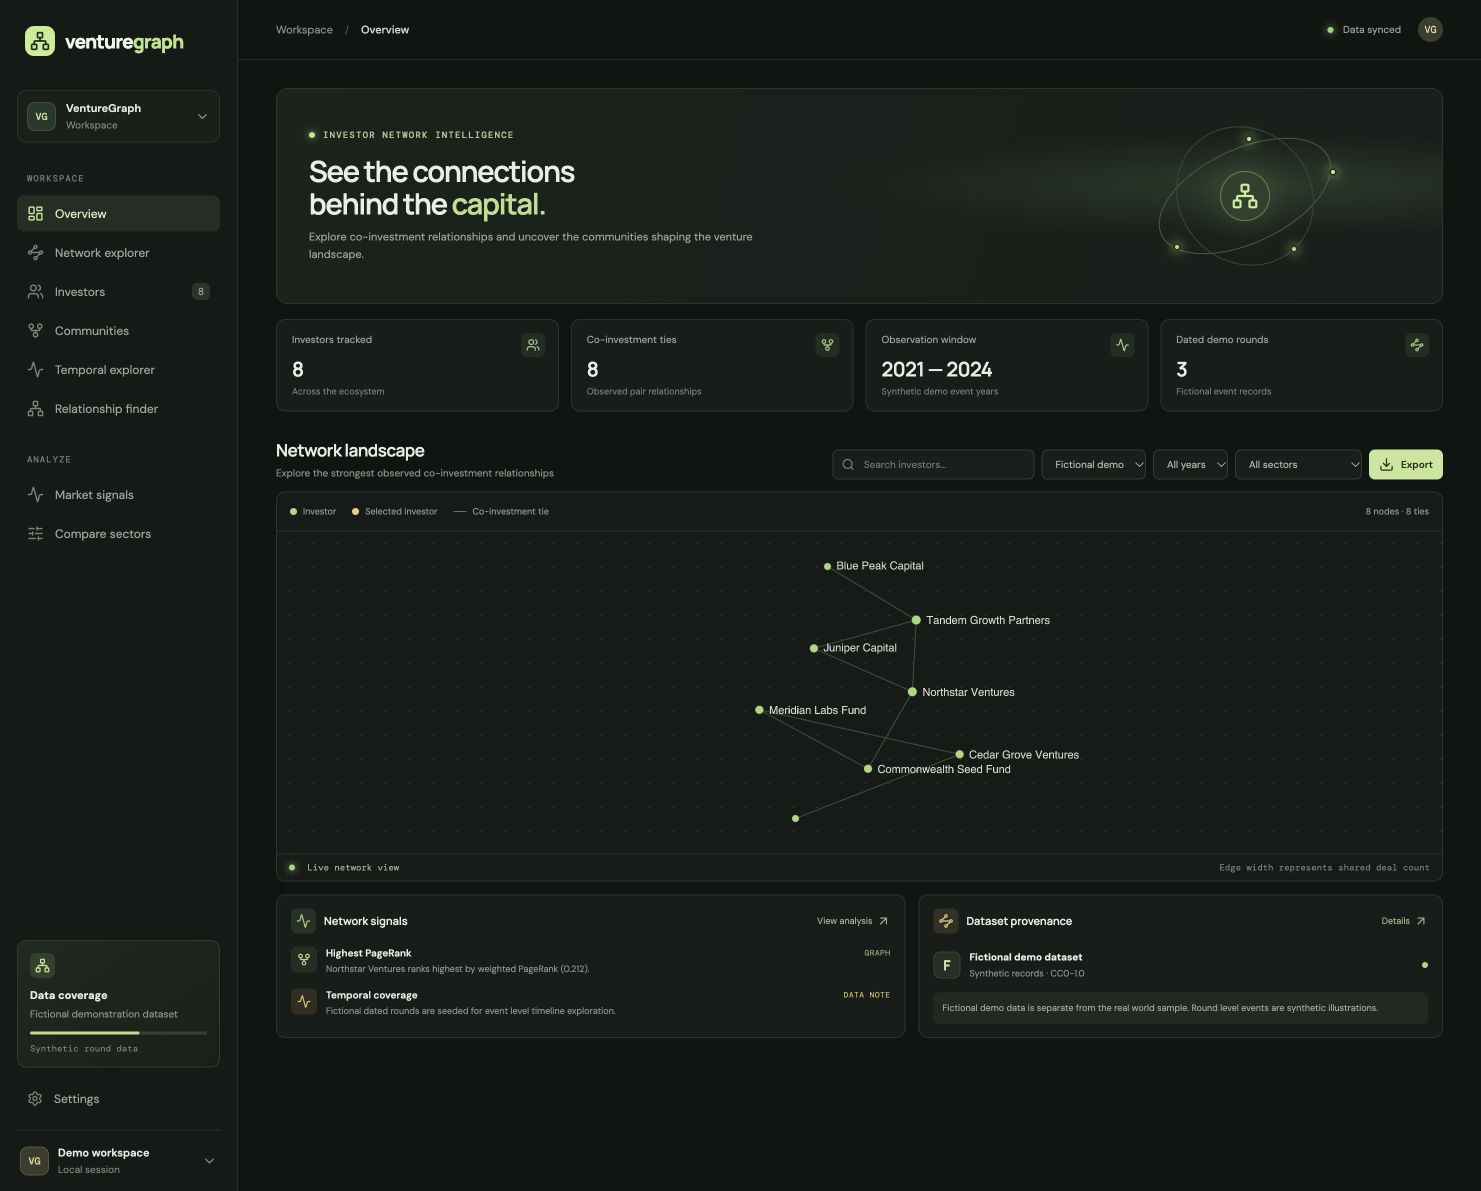 venturegraph
VG
VentureGraph
Workspace
WORKSPACE
Overview
Network explorer
Investors
8
Communities
Temporal explorer
Relationship finder
ANALYZE
Market signals
Compare sectors
Data coverage
Fictional demonstration dataset
Synthetic round data
Settings
VG
Demo workspace
Local session
Workspace / Overview
Data synced
VG
INVESTOR NETWORK INTELLIGENCE
See the connections
behind the capital.
Explore co-investment relationships and uncover the communities shaping the venture
landscape.
Investors tracked
8
Across the ecosystem
Co-investment ties
8
Observed pair relationships
Observation window
2021 — 2024
Synthetic demo event years
Dated demo rounds
3
Fictional event records
Network landscape
Explore the strongest observed co-investment relationships
Search investors...
Fictional demo
All years
All sectors
Export
Investor
Selected investor
Co-investment tie
8 nodes · 8 ties
Blue Peak Capital
Tandem Growth Partners
Juniper Capital
Northstar Ventures
Meridian Labs Fund
Cedar Grove Ventures
Commonwealth Seed Fund
Live network view
Edge width represents shared deal count
Network signals
View analysis
Highest PageRank
GRAPH
Northstar Ventures ranks highest by weighted PageRank (0.212).
Temporal coverage
DATA NOTE
Fictional dated rounds are seeded for event level timeline exploration.
Dataset provenance
Details
F
Fictional demo dataset
Synthetic records · CC0-1.0
Fictional demo data is separate from the real world sample. Round level events are synthetic illustrations.